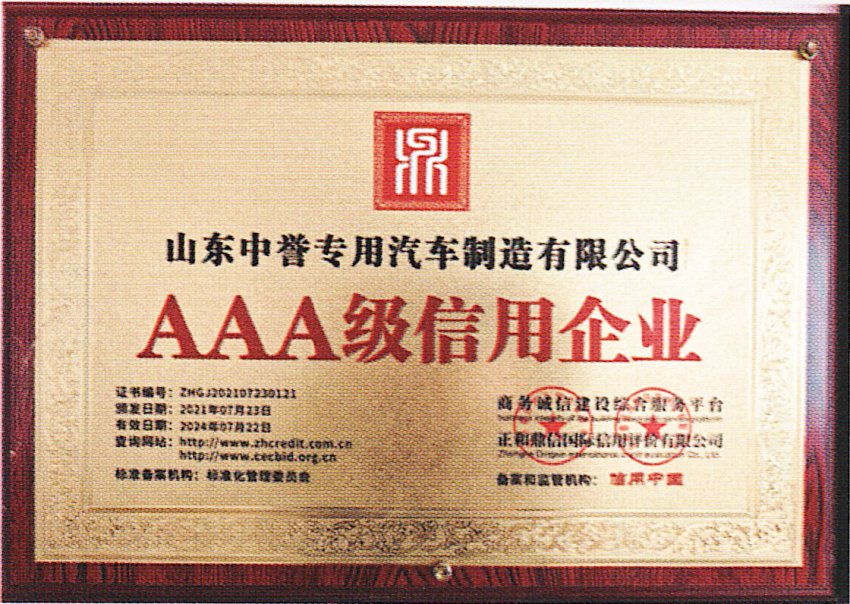 山东中誉专用汽车制造有限公司
AAA级信用企业
证书编号：ZHGJ202107230121
颁发日期：2021年07月23日
有效日期：2024年07月22日
查询网站：http://www.zhcredit.com.cn
http://www.cecbid.org.cn
标准备案机构：标准化管理委员会
商务诚信建设综合服务平台
正和鼎信国际信用评价有限公司
备案和监管机构：信用中国